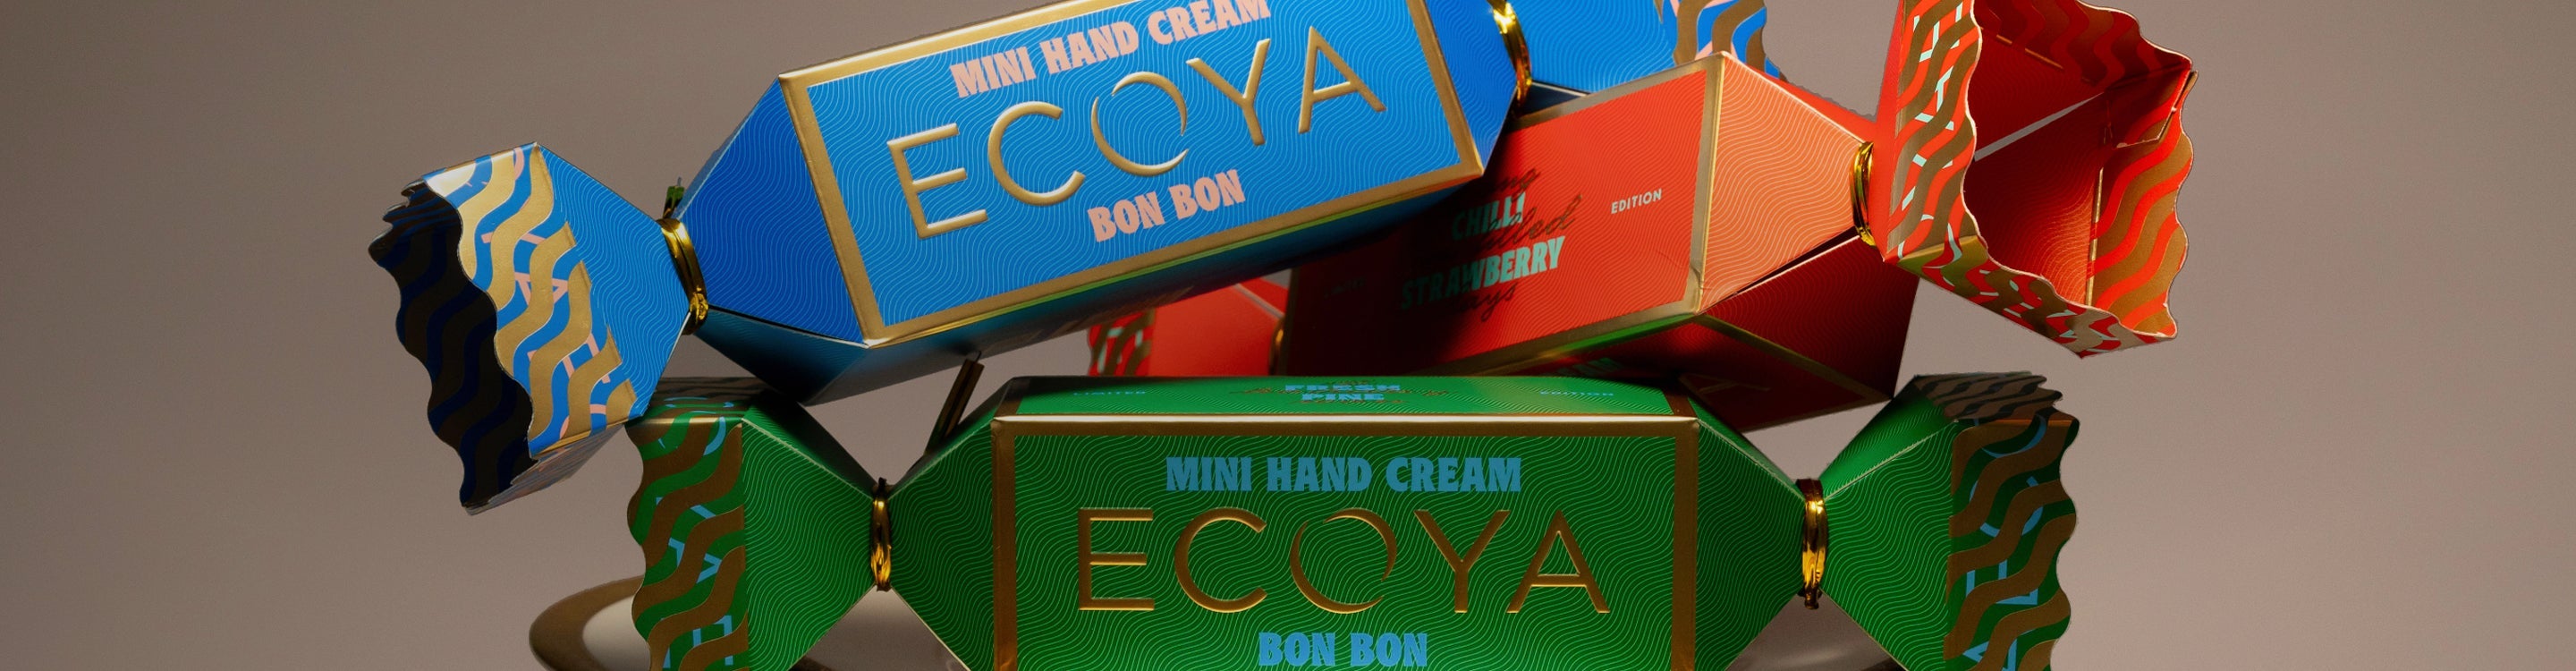 MINI HAND CREAM
ECOYA
BON BON
CHILLI
STRAWBERRY
EDITION
LIMITED
FRESH
PINE
EDITION
MINI HAND CREAM
ECOYA
BON BON